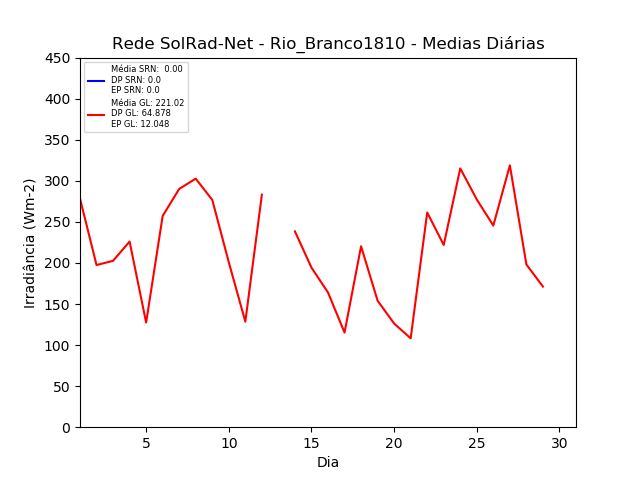 Rede SolRad-Net - Rio_Branco1810 - Medias Diárias
450
400
350
300
250
200
150
100
50
0
Irradiância (Wm-2)
Média SRN:  0.00
DP SRN: 0.0
EP SRN: 0.0
Média GL: 221.02
DP GL: 64.878
EP GL: 12.048
5
10
15
20
25
30
Dia